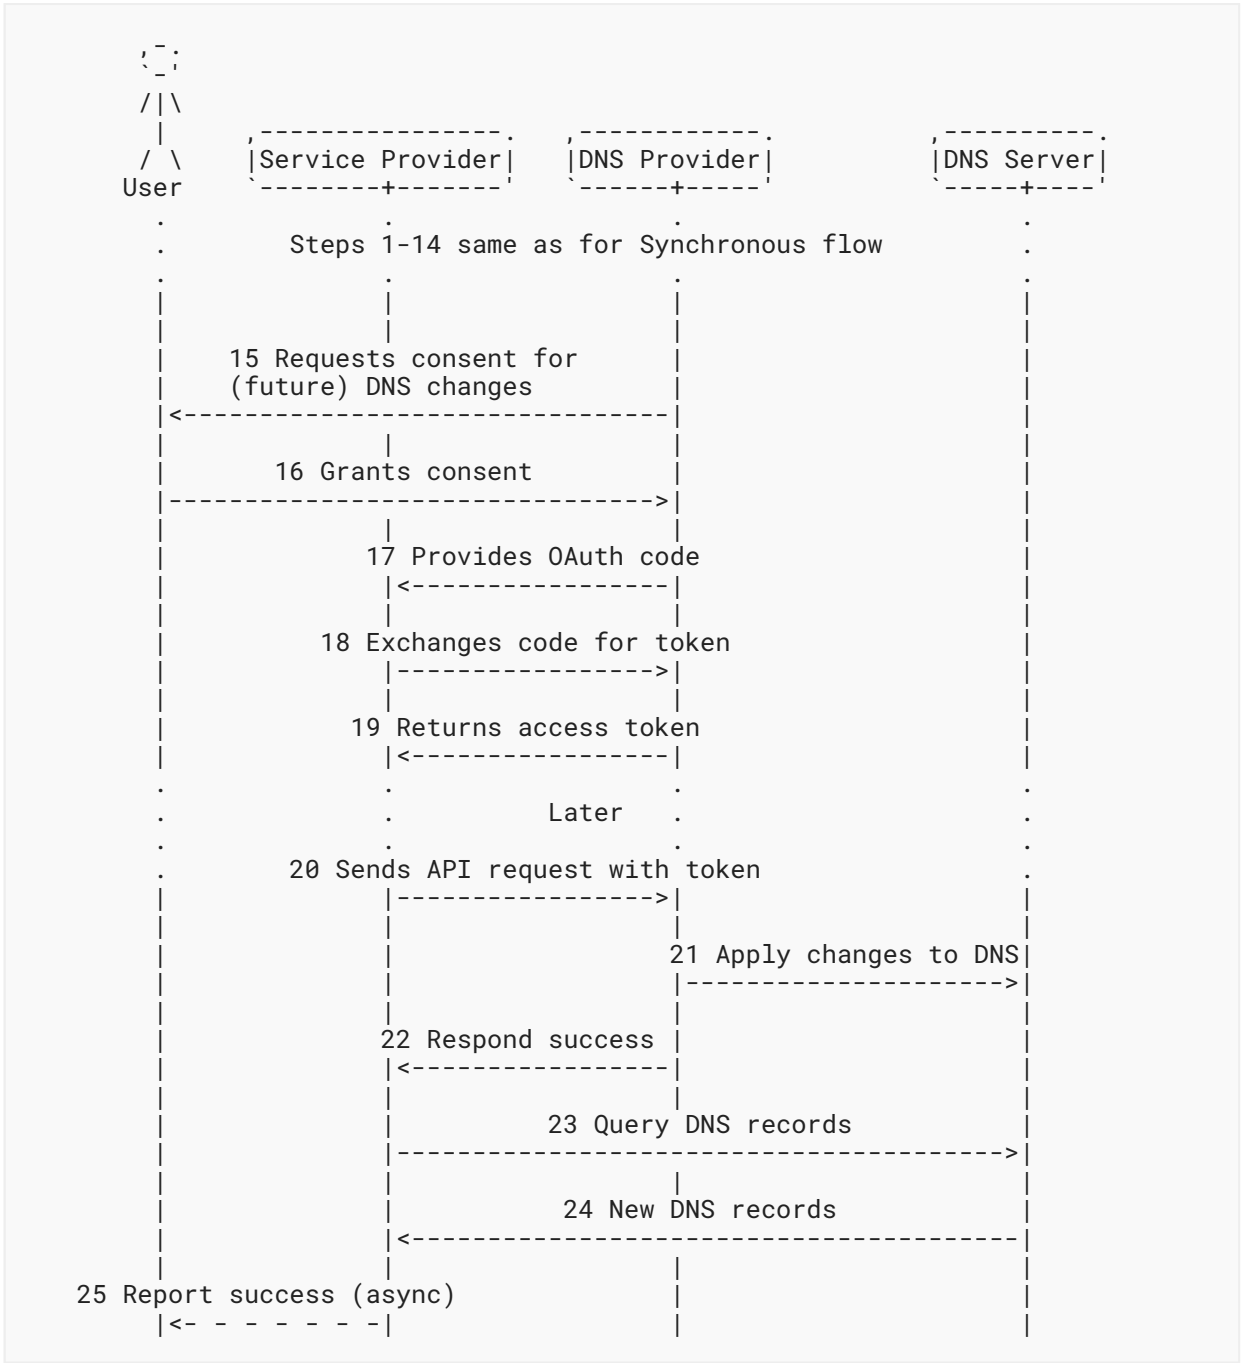 Service Provider DNS Provider DNS Server
User
Steps 1-14 same as for Synchronous flow
15 Requests consent for
(future) DNS changes
16 Grants consent
17 Provides OAuth code
18 Exchanges code for token
19 Returns access token
Later
20 Sends API request with token
21 Apply changes to DNS
22 Respond success
23 Query DNS records
24 New DNS records
25 Report success (async)